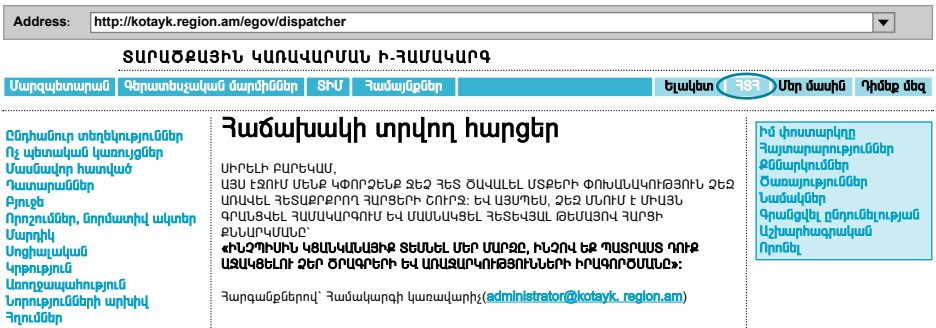 Address: http://kotayk.region.am/egov/dispatcher
ՏԱՐԱԾՔԱՅԻՆ ԿԱՌԱՎԱՐՄԱՆ Ի-ՀԱՄԱԿԱՐԳ
Մարզպետարան Գերատեսչական մարմիններ ՏԻՄ Համայնքներ Ելակետ ՀՏՀ Մեր մասին Դիմեք մեզ
Ընդհանուր տեղեկություններ
Ոչ պետական կառույցներ
Մասնավոր հատված
Դատարաններ
Բյուջե
Որոշումներ, նորմատիվ ակտեր
Մարդիկ
Սոցիալական
Կրթություն
Առողջապահություն
Նորությունների արխիվ
Հղումներ
Հաճախակի տրվող հարցեր
ՍԻՐԵԼԻ ԲԱՐԵԿԱՄ,
ԱՅՍ ԷՋՈՒՄ ՄԵՆՔ ԿՓՈՐՁԵՆՔ ՁԵԶ ՀԵՏ ԾԱՎԱԼԵԼ ՄՏՔԵՐԻ ՓՈԽԱՆԱԿՈՒԹՅՈՒՆ ՁԵԶ
ԱՌԱՎԵԼ ՀԵՏԱՔՐՔՐՈՂ ՀԱՐՑԵՐԻ ՇՈՒՐՋ: ԵՎ ԱՅՍՊԵՍ, ՁԵԶ ՄՆՈՒՄ Է ՄԻԱՅՆ
ԳՐԱՆՑՎԵԼ ՀԱՄԱԿԱՐԳՈՒՄ ԵՎ ՄԱՍՆԱԿՑԵԼ ՀԵՏԵՎՅԱԼ ԹԵՄԱՅՈՎ ՀԱՐՑԻ
ՔՆՆԱՐԿՄԱՆԸ՝
«ԻՆՉՊԻՍԻՆ ԿՑԱՆԿԱՆԱՅԻՔ ՏԵՍՆԵԼ ՄԵՐ ՄԱՐԶԸ, ԻՆՉՈՎ ԵՔ ՊԱՏՐԱՍՏ ԴՈՒՔ
ԱՋԱԿՑԵԼՈՒ ՁԵՐ ԾՐԱԳՐԵՐԻ ԵՎ ԱՌԱՋԱՐԿՈՒԹՅՈՒՆՆԵՐԻ ԻՐԱԳՈՐԾՄԱՆԸ»:
Հարգանքներով՝ Համակարգի կառավարիչ(administrator@kotayk. region.am)
Իմ փոստարկղը
Հայտարարություններ
Քննարկումներ
Ծառայություններ
Նամակներ
Գրանցվել ընդունելության
Աշխարհագրական
Որոնել